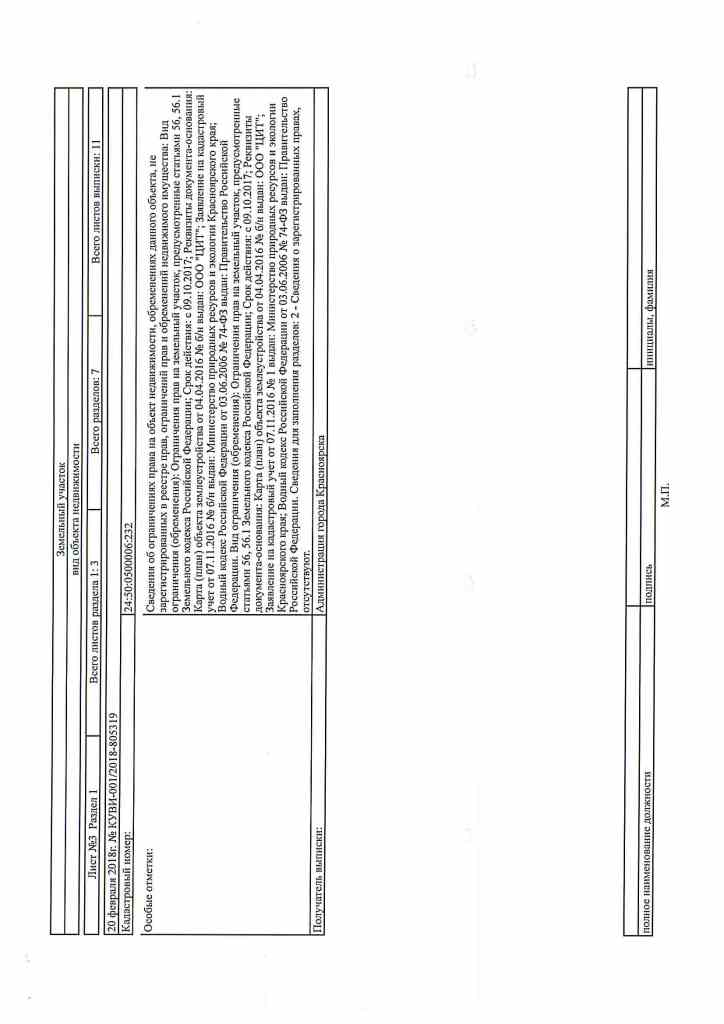 Земельный участок
вид объекта недвижимости
Лист №3 Раздел 1 Всего листов раздела 1: 3 Всего разделов: 7 Всего листов выписки: 11
20 февраля 2018г. № КУВИ-001/2018-805319
Кадастровый номер: 24:50:0500006:232
Особые отметки: Сведения об ограничениях права на объект недвижимости, обременениях данного объекта, не
зарегистрированных в реестре прав, ограничений прав и обременений недвижимого имущества: Вид
ограничения (обременения): Ограничения прав на земельный участок, предусмотренные статьями 56, 56.1
Земельного кодекса Российской Федерации; Срок действия: с 09.10.2017; Реквизиты документа-основания:
Карта (план) объекта землеустройства от 04.04.2016 № б/н выдан: ООО "ЦИТ"; Заявление на кадастровый
учет от 07.11.2016 № б/н выдан: Министерство природных ресурсов и экологии Красноярского края;
Водный кодекс Российской Федерации от 03.06.2006 № 74-ФЗ выдан: Правительство Российской
Федерации. Вид ограничения (обременения): Ограничения прав на земельный участок, предусмотренные
статьями 56, 56.1 Земельного кодекса Российской Федерации; Срок действия: с 09.10.2017; Реквизиты
документа-основания: Карта (план) объекта землеустройства от 04.04.2016 № б/н выдан: ООО "ЦИТ";
Заявление на кадастровый учет от 07.11.2016 № 1 выдан: Министерство природных ресурсов и экологии
Красноярского края; Водный кодекс Российской Федерации от 03.06.2006 № 74-ФЗ выдан: Правительство
Российской Федерации. Сведения для заполнения разделов: 2 - Сведения о зарегистрированных правах,
отсутствуют.
Получатель выписки: Администрация города Красноярска
полное наименование должности подпись инициалы, фамилия
М.П.